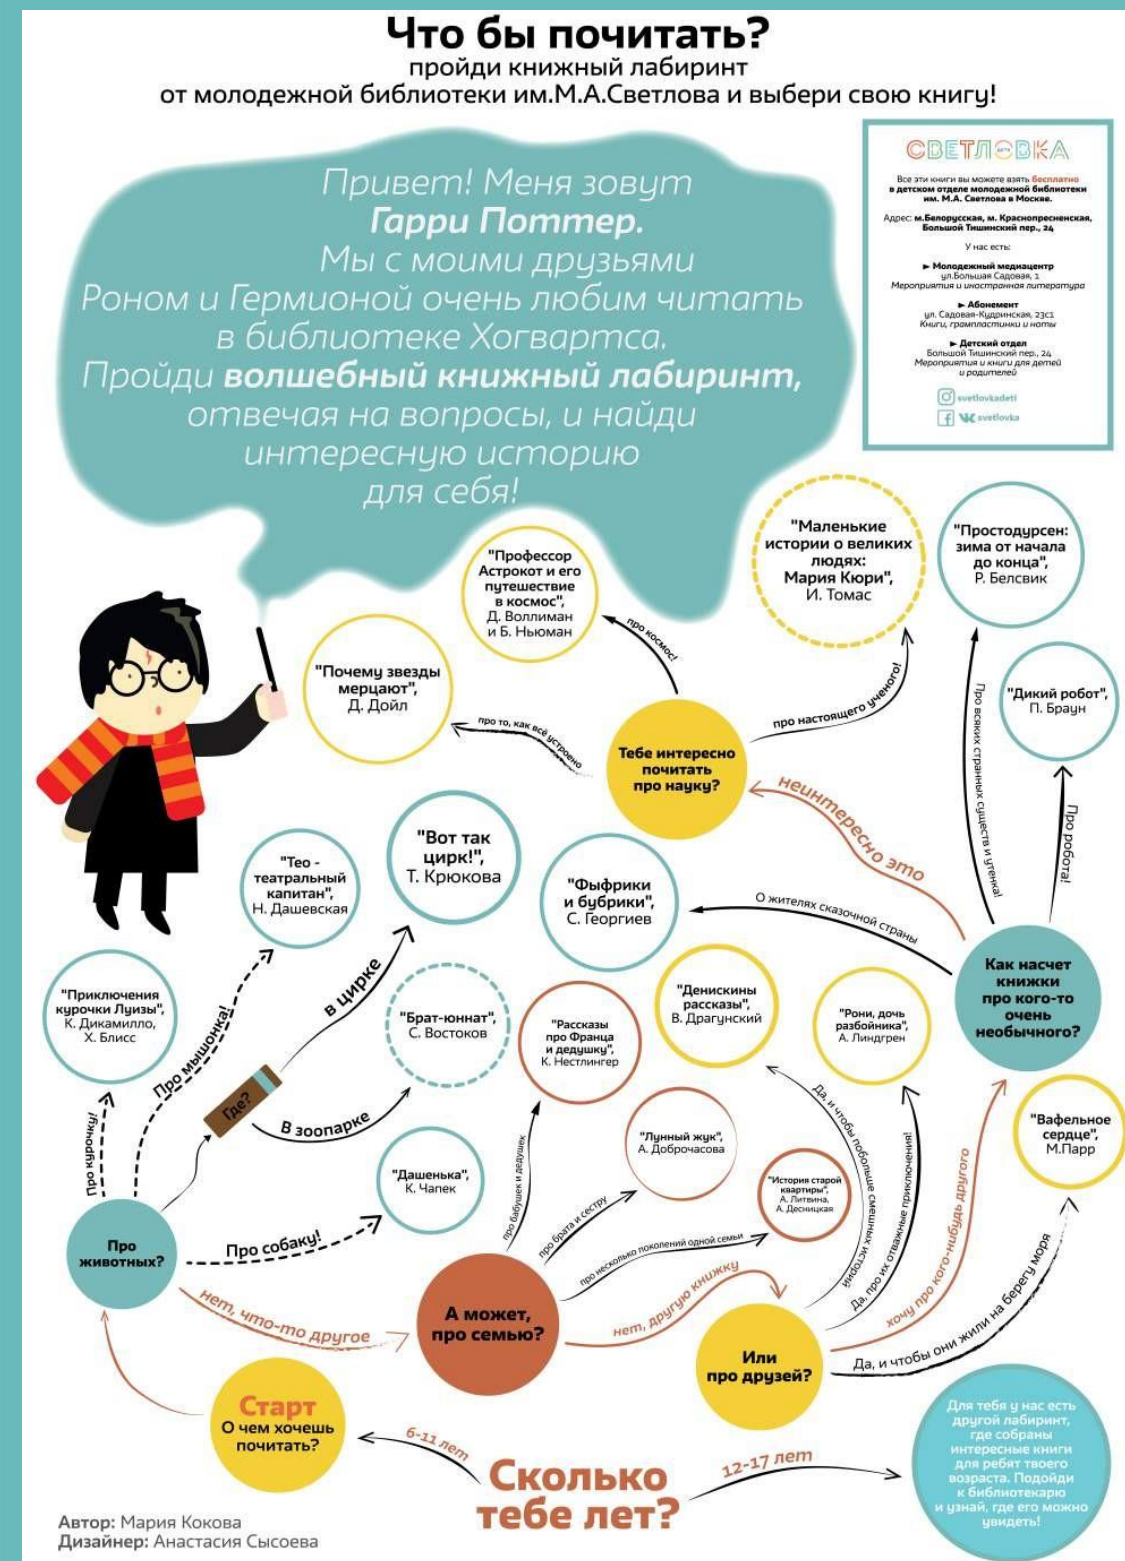 Что бы почитать?
пройди книжный лабиринт
от молодежной библиотеки им.М.А.Светлова и выбери свою книгу!
Привет! Меня зовут
Гарри Поттер.
Мы с моими друзьями
Роном и Гермионой очень любим читать
в библиотеке Хогвартса.
Пройди волшебный книжный лабиринт,
отвечая на вопросы, и найди
интересную историю
для себя!
СВЕТЛОВКА
дети
Все эти книги вы можете взять бесплатно
в детском отделе молодежной библиотеки
им. М.А. Светлова в Москве.
Адрес: м.Белорусская, м. Краснопресненская,
Большой Тишинский пер., 24
У нас есть:
► Молодежный медиацентр
ул.Большая Садовая, 1
Мероприятия и иностранная литература
► Абонемент
ул. Садовая-Кудринская, 23с1
Книги, грампластинки и ноты
► Детский отдел
Большой Тишинский пер., 24
Мероприятия и книги для детей
и родителей
svetlovkadeti
svetlovka
"Профессор
Астрокот и его
путешествие
в космос",
Д. Воллиман
и Б. Ньюман
"Маленькие
истории о великих
людях:
Мария Кюри",
И. Томас
"Простодурсен:
зима от начала
до конца",
Р. Белсвик
"Почему звезды
мерцают",
Д. Дойл
про космос!
про настоящего ученого!
Про всяких странных существ и утенка!
"Дикий робот",
П. Браун
про то, как всё устроено
Тебе интересно
почитать
про науку?
неинтересно это
Про робота!
"Тео -
театральный
капитан",
Н. Дашевская
"Вот так
цирк!",
Т. Крюкова
"Фыфрики
и бубрики",
С. Георгиев
О жителях сказочной страны
Как насчет
книжки
про кого-то
очень
необычного?
"Приключения
курочки Луизы",
К. Дикамилло,
Х. Блисс
Про мышонка!
в цирке
"Брат-юннат",
С. Востоков
"Рассказы
про Франца
и дедушку",
К. Нестлингер
"Денискины
рассказы",
В. Драгунский
"Рони, дочь
разбойника",
А. Линдгрен
Где?
В зоопарке
Про курочку!
"Дашенька",
К. Чапек
про бабушек и дедушек
"Лунный жук",
А. Доброчасова
"История старой
квартиры",
А. Литвина,
А. Десницкая
Да, и чтобы побольше смешных историй
Да, про их отважные приключения!
"Вафельное
сердце",
М.Парр
Про
животных?
Про собаку!
про брата и сестру
про несколько поколений одной семьи
хочу про кого-нибудь другого
нет, что-то другое
А может,
про семью?
нет, другую книжку
Или
про друзей?
Да, и чтобы они жили на берегу моря
Старт
О чем хочешь
почитать?
6-11 лет
Сколько
тебе лет?
12-17 лет
Для тебя у нас есть
другой лабиринт,
где собраны
интересные книги
для ребят твоего
возраста. Подойди
к библиотекарю
и узнай, где его можно
увидеть!
Автор: Мария Кокова
Дизайнер: Анастасия Сысоева